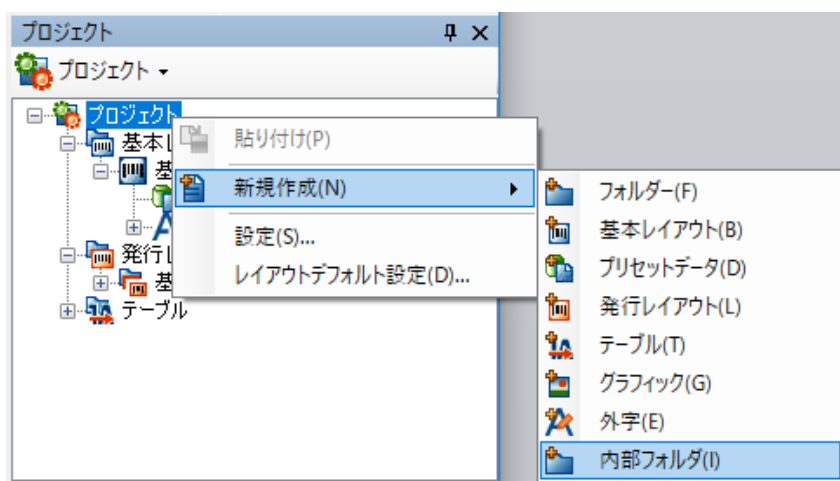 プロジェクト
プロジェクト
プロジェクト
基本レ
基
発行レ
基
テーブル
貼り付け(P)
新規作成(N)
設定(S)...
レイアウトデフォルト設定(D)...
フォルダー(F)
基本レイアウト(B)
プリセットデータ(D)
発行レイアウト(L)
テーブル(T)
グラフィック(G)
外字(E)
内部フォルダ(I)